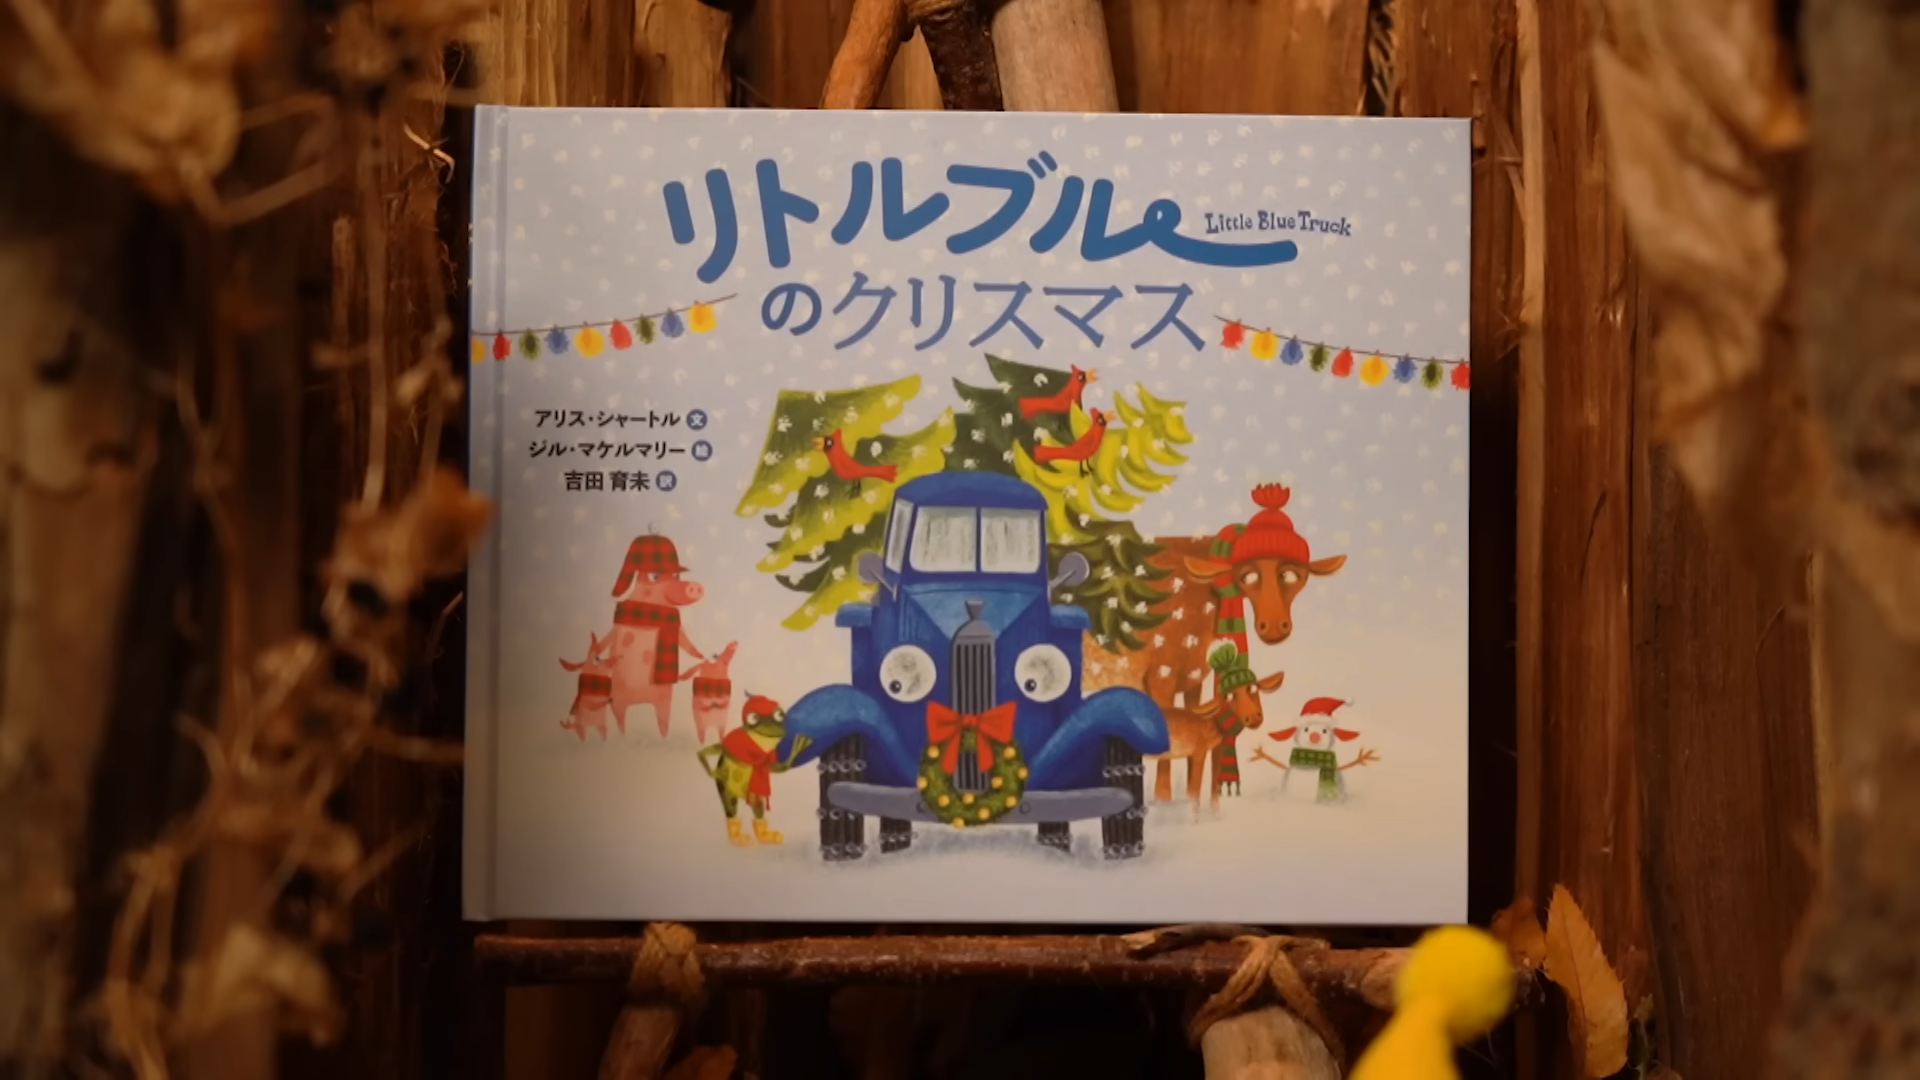 リトルブルー
Little Blue Truck
のクリスマス
アリス・シャートル 文
ジル・マケルマリー 絵
吉田 育未 訳